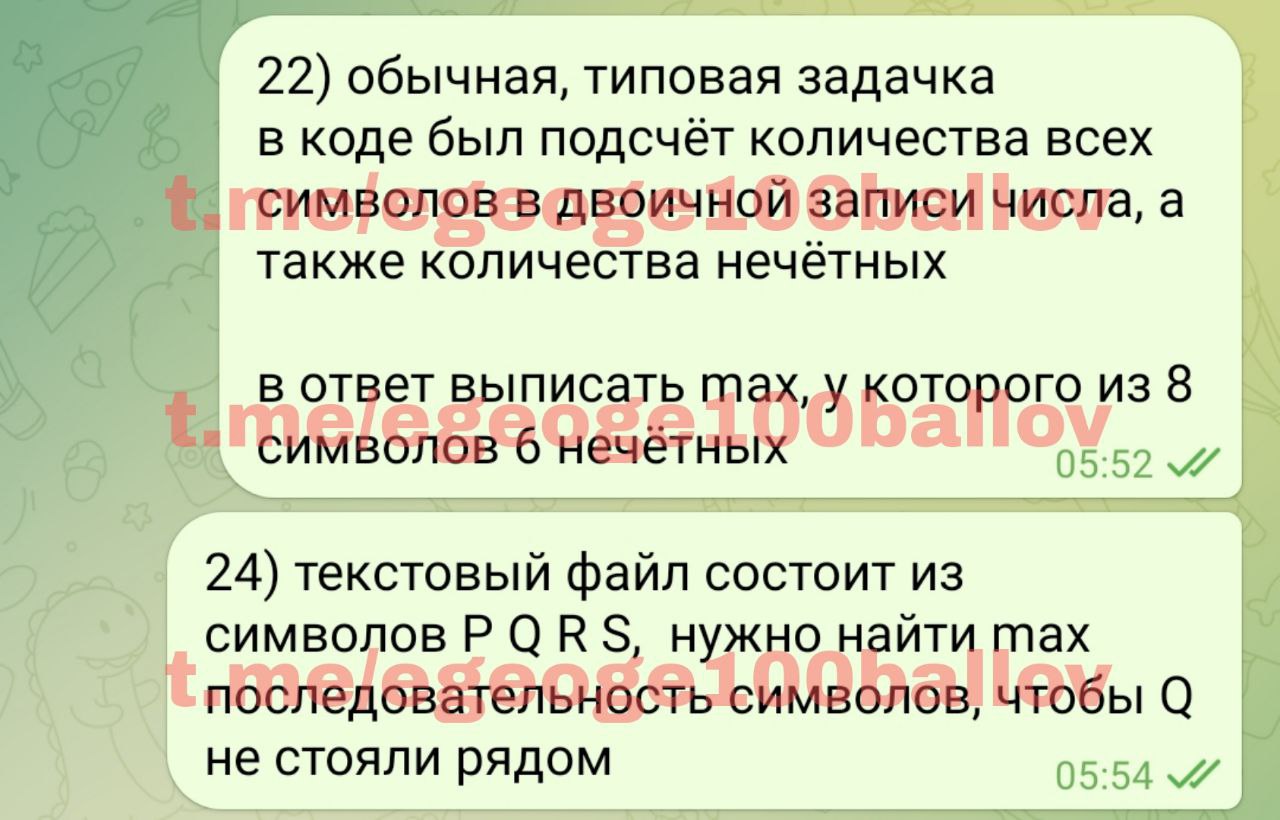 22) обычная, типовая задачка
в коде был подсчёт количества всех
символов в двоичной записи числа, а
t.me/egeoge100ballov
также количества нечётных
в ответ выписать max, у которого из 8
t.me/egeoge100ballov
символов 6 нечётных
05:52
24) текстовый файл состоит из
символов P Q R S, нужно найти max
t.me/egeoge100ballov
последовательность символов, чтобы Q
не стояли рядом
05:54